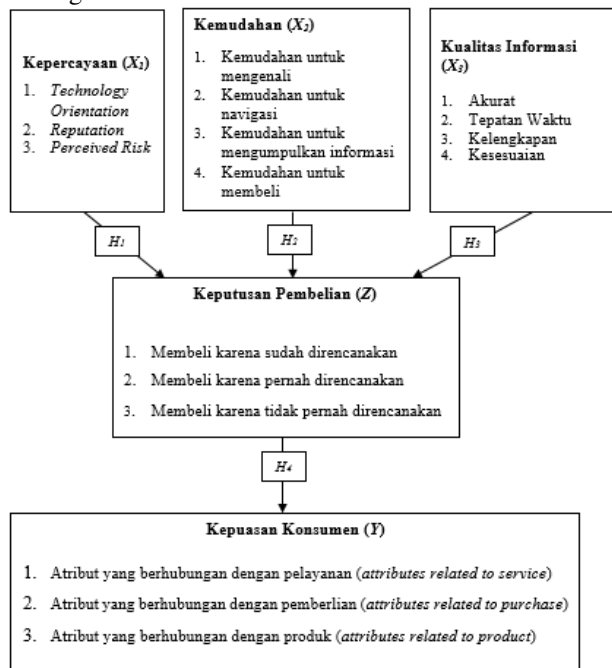 Kepercayaan (X1)
1. Technology
Orientation
2. Reputation
3. Perceived Risk
Kemudahan (X2)
1. Kemudahan untuk
mengenali
2. Kemudahan untuk
navigasi
3. Kemudahan untuk
mengumpulkan informasi
4. Kemudahan untuk
membeli
Kualitas Informasi
(X3)
1. Akurat
2. Tepatan Waktu
3. Kelengkapan
4. Kesesuaian
H1
H2
H3
Keputusan Pembelian (Z)
1. Membeli karena sudah direncanakan
2. Membeli karena pernah direncanakan
3. Membeli karena tidak pernah direncanakan
H4
Kepuasan Konsumen (Y)
1. Atribut yang berhubungan dengan pelayanan (attributes related to service)
2. Atribut yang berhubungan dengan pemberlian (attributes related to purchase)
3. Atribut yang berhubungan dengan produk (attributes related to product)